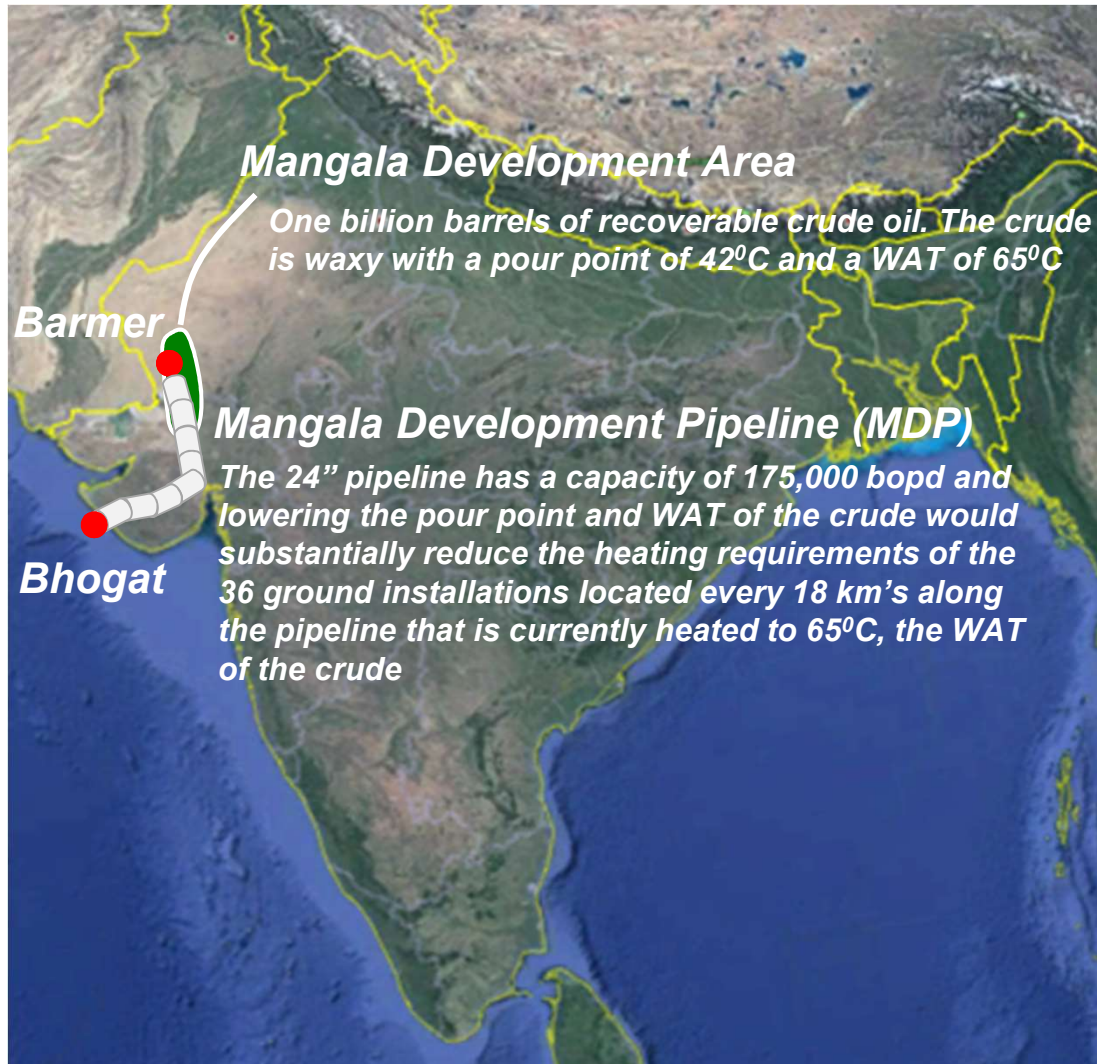 Mangala Development Area
One billion barrels of recoverable crude oil. The crude
is waxy with a pour point of 42⁰C and a WAT of 65⁰C
Barmer
Mangala Development Pipeline (MDP)
The 24” pipeline has a capacity of 175,000 bopd and
lowering the pour point and WAT of the crude would
substantially reduce the heating requirements of the
36 ground installations located every 18 km’s along
the pipeline that is currently heated to 65⁰C, the WAT
of the crude
Bhogat